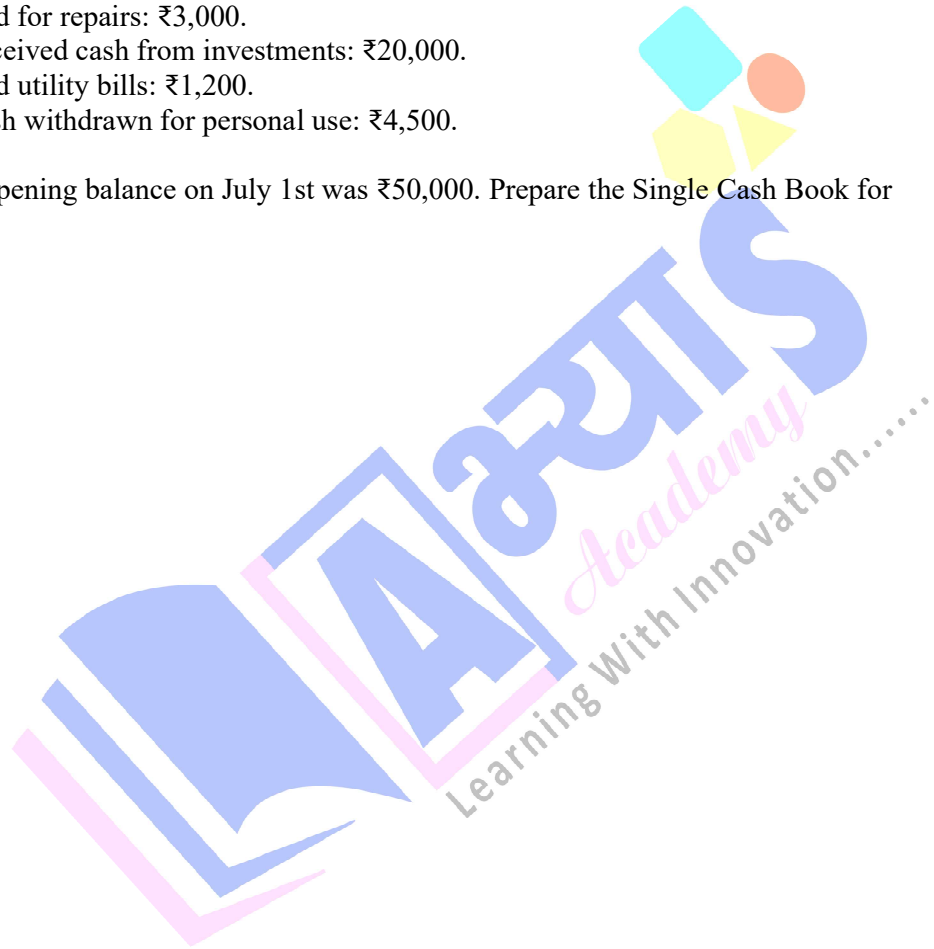 d for repairs: ₹3,000.
ceived cash from investments: ₹20,000.
d utility bills: ₹1,200.
sh withdrawn for personal use: ₹4,500.
pening balance on July 1st was ₹50,000. Prepare the Single Cash Book for
अभ्याS
Academy
Learning With Innovation......
A